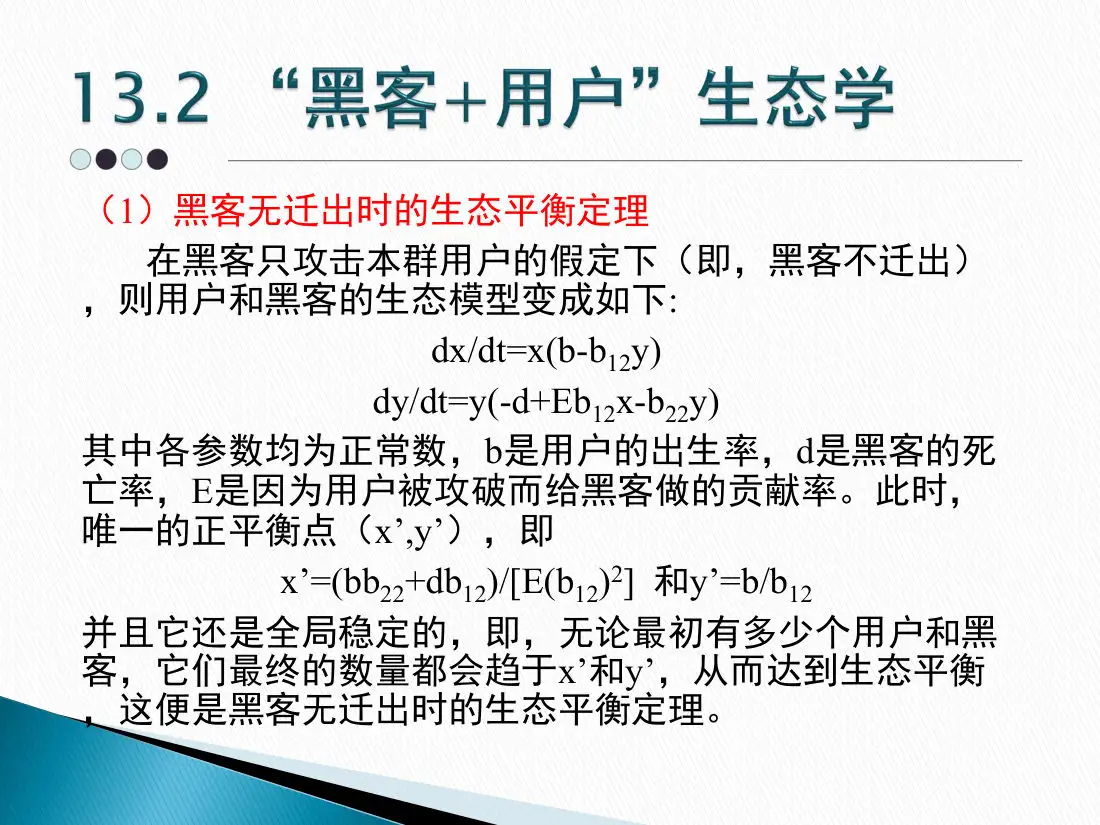 13.2 “黑客+用户”生态学
（1）黑客无迁出时的生态平衡定理
在黑客只攻击本群用户的假定下（即，黑客不迁出）
，则用户和黑客的生态模型变成如下:
dx/dt=x(b-b₁₂y)
dy/dt=y(-d+Eb₁₂x-b₂₂y)
其中各参数均为正常数，b是用户的出生率，d是黑客的死
亡率，E是因为用户被攻破而给黑客做的贡献率。此时，
唯一的正平衡点（x’,y’），即
x’=(bb₂₂+db₁₂)/[E(b₁₂)²] 和y’=b/b₁₂
并且它还是全局稳定的，即，无论最初有多少个用户和黑
客，它们最终的数量都会趋于x’和y’，从而达到生态平衡
，这便是黑客无迁出时的生态平衡定理。